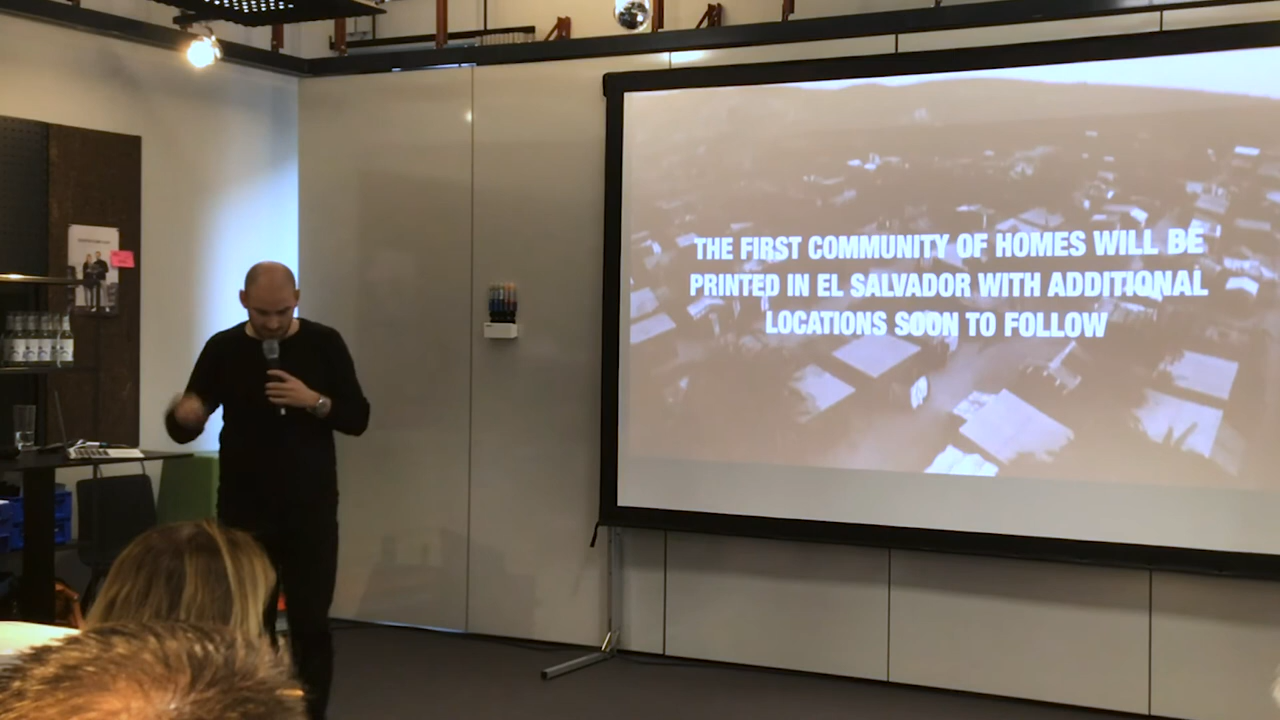 THE FIRST COMMUNITY OF HOMES WILL BE
PRINTED IN EL SALVADOR WITH ADDITIONAL
LOCATIONS SOON TO FOLLOW